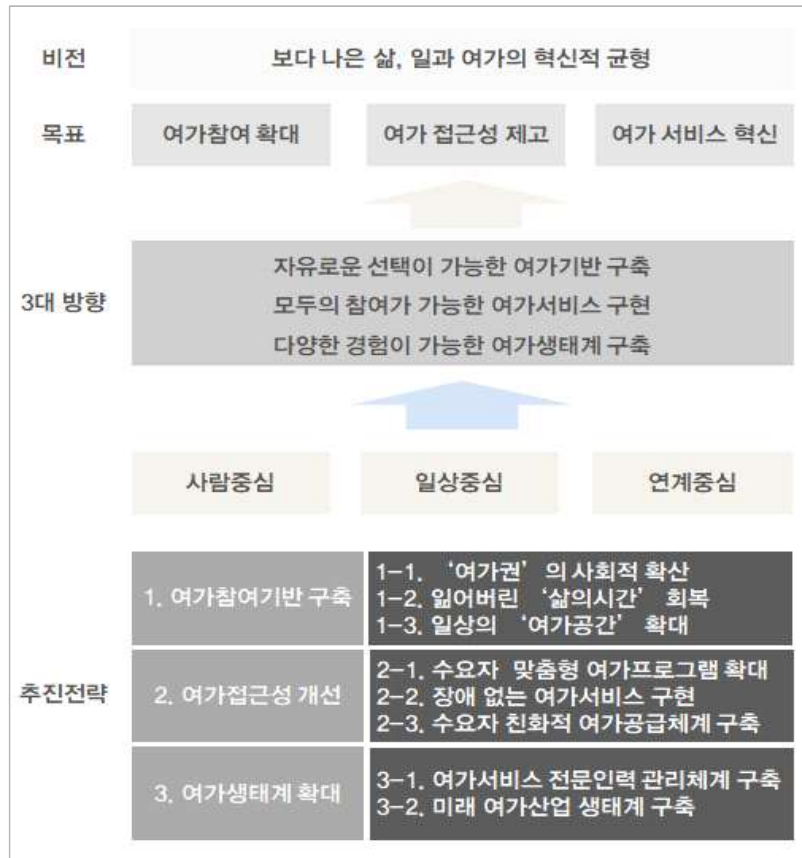 비전
보다 나은 삶, 일과 여가의 혁신적 균형
목표
여가참여 확대
여가 접근성 제고
여가 서비스 혁신
3대 방향
자유로운 선택이 가능한 여가기반 구축
모두의 참여가 가능한 여가서비스 구현
다양한 경험이 가능한 여가생태계 구축
사람중심
일상중심
연계중심
추진전략
1. 여가참여기반 구축
1-1. ‘여가권’의 사회적 확산
1-2. 잃어버린 ‘삶의시간’ 회복
1-3. 일상의 ‘여가공간’ 확대
2. 여가접근성 개선
2-1. 수요자 맞춤형 여가프로그램 확대
2-2. 장애 없는 여가서비스 구현
2-3. 수요자 친화적 여가공급체계 구축
3. 여가생태계 확대
3-1. 여가서비스 전문인력 관리체계 구축
3-2. 미래 여가산업 생태계 구축